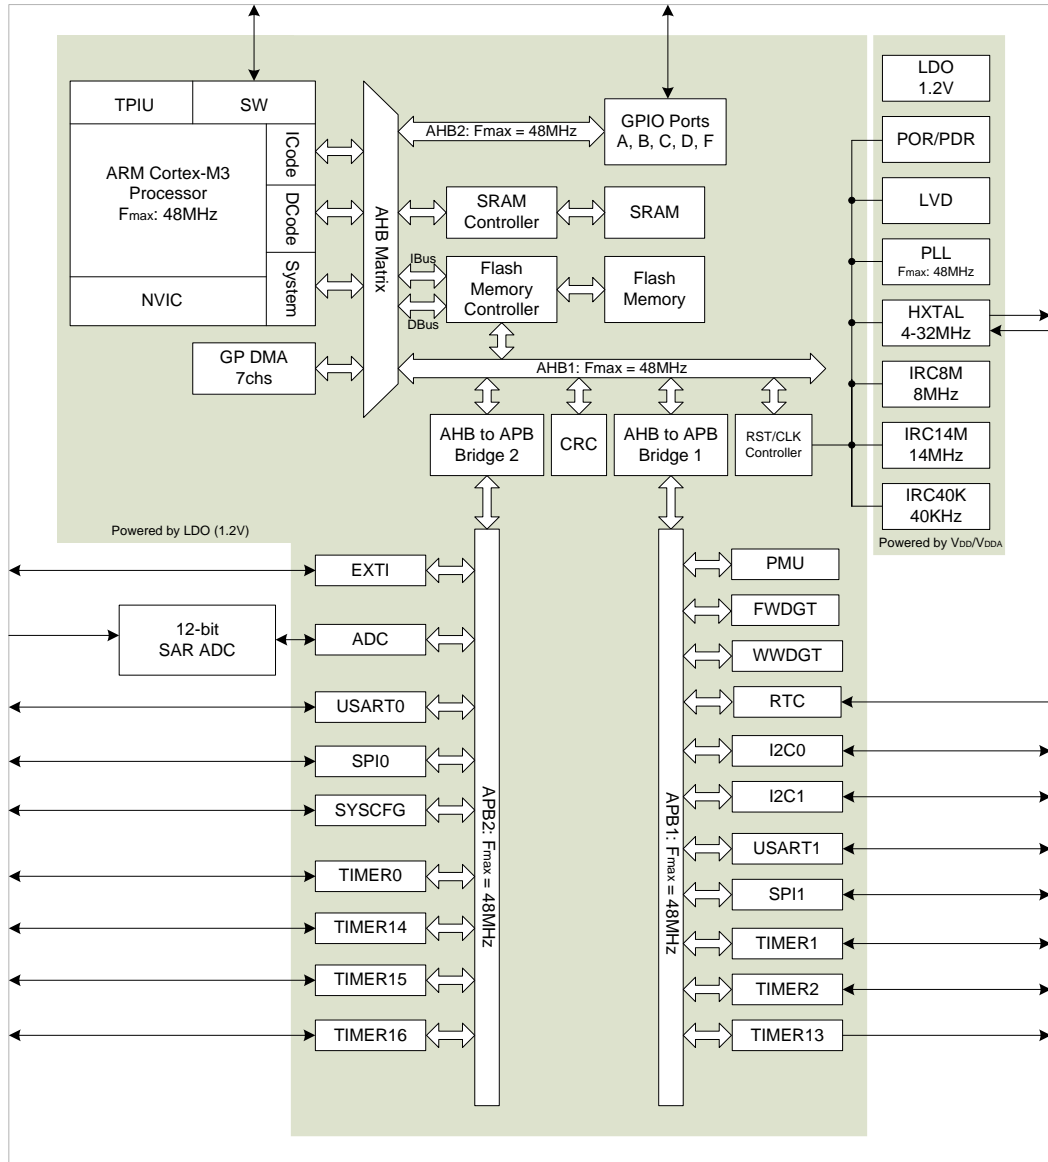 TPIU
SW
ARM Cortex-M3
Processor
Fmax: 48MHz
ICode
DCode
System
NVIC
GP DMA
7chs
AHB Matrix
AHB2: Fmax = 48MHz
GPIO Ports
A, B, C, D, F
SRAM
Controller
SRAM
IBus
DBus
Flash
Memory
Controller
Flash
Memory
AHB1: Fmax = 48MHz
AHB to APB
Bridge 2
CRC
AHB to APB
Bridge 1
RST/CLK
Controller
LDO
1.2V
POR/PDR
LVD
PLL
Fmax: 48MHz
HXTAL
4-32MHz
IRC8M
8MHz
IRC14M
14MHz
IRC40K
40KHz
Powered by VDD/VDDA
Powered by LDO (1.2V)
EXTI
12-bit
SAR ADC
ADC
USART0
SPI0
SYSCFG
TIMER0
TIMER14
TIMER15
TIMER16
APB2: Fmax = 48MHz
APB1: Fmax = 48MHz
PMU
FWDGT
WWDGT
RTC
I2C0
I2C1
USART1
SPI1
TIMER1
TIMER2
TIMER13